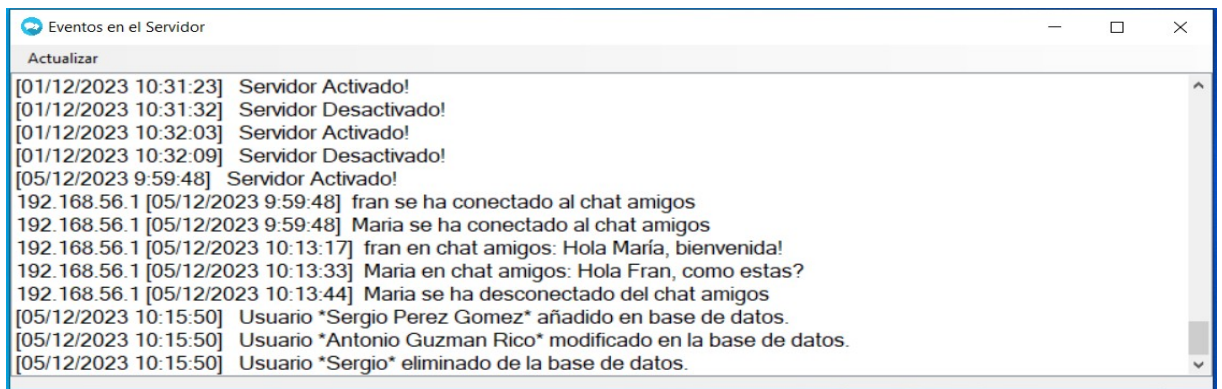 Eventos en el Servidor
Actualizar
[01/12/2023 10:31:23]   Servidor Activado!
[01/12/2023 10:31:32]   Servidor Desactivado!
[01/12/2023 10:32:03]   Servidor Activado!
[01/12/2023 10:32:09]   Servidor Desactivado!
[05/12/2023 9:59:48]   Servidor Activado!
192.168.56.1 [05/12/2023 9:59:48]  fran se ha conectado al chat amigos
192.168.56.1 [05/12/2023 9:59:48]  Maria se ha conectado al chat amigos
192.168.56.1 [05/12/2023 10:13:17]  fran en chat amigos: Hola María, bienvenida!
192.168.56.1 [05/12/2023 10:13:33]  Maria en chat amigos: Hola Fran, como estas?
192.168.56.1 [05/12/2023 10:13:44]  Maria se ha desconectado del chat amigos
[05/12/2023 10:15:50]   Usuario *Sergio Perez Gomez* añadido en base de datos.
[05/12/2023 10:15:50]   Usuario *Antonio Guzman Rico* modificado en la base de datos.
[05/12/2023 10:15:50]   Usuario *Sergio* eliminado de la base de datos.